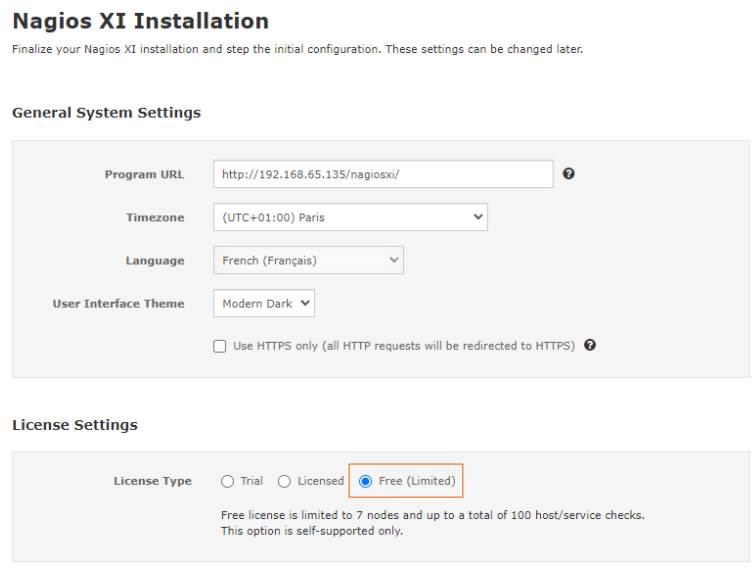 Nagios XI Installation
Finalize your Nagios XI installation and step the initial configuration. These settings can be changed later.
General System Settings
Program URL http://192.168.65.135/nagiosxi/ ?
Timezone (UTC+01:00) Paris
Language French (Français)
User Interface Theme Modern Dark
Use HTTPS only (all HTTP requests will be redirected to HTTPS) ?
License Settings
License Type Trial Licensed Free (Limited)
Free license is limited to 7 nodes and up to a total of 100 host/service checks.
This option is self-supported only.